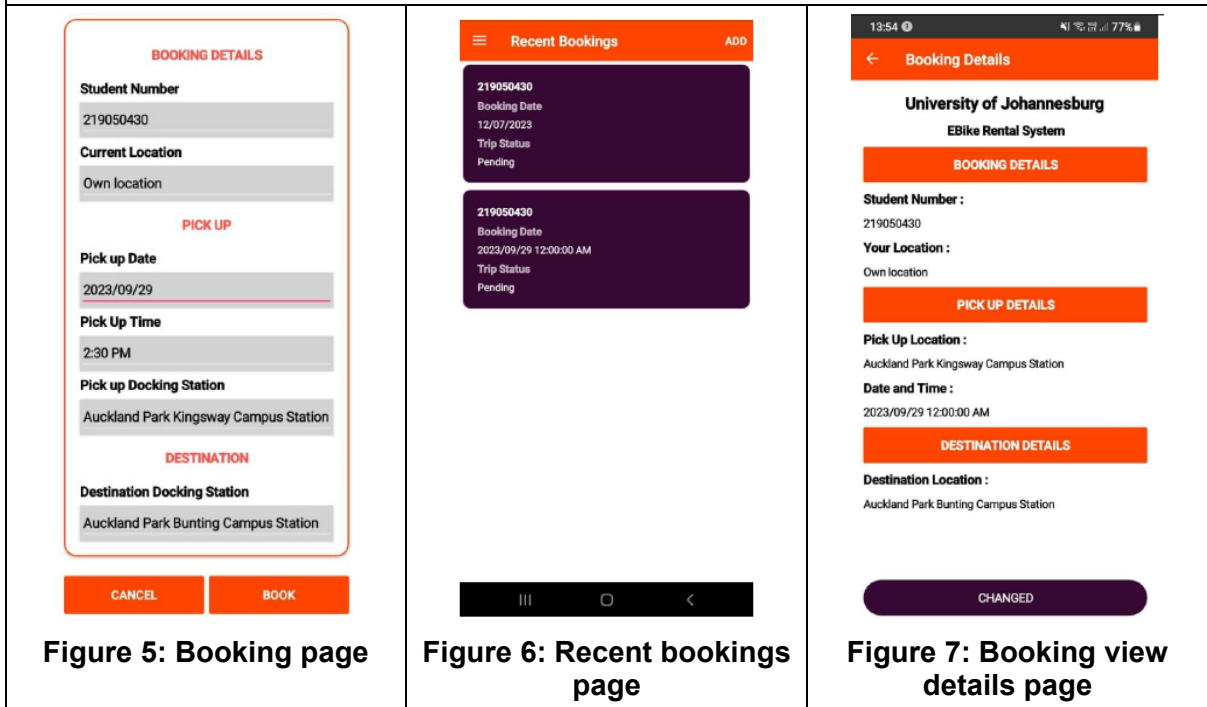 BOOKING DETAILS
Student Number
219050430
Current Location
Own location
PICK UP
Pick up Date
2023/09/29
Pick Up Time
2:30 PM
Pick up Docking Station
Auckland Park Kingsway Campus Station
DESTINATION
Destination Docking Station
Auckland Park Bunting Campus Station
CANCEL BOOK
Figure 5: Booking page
Recent Bookings ADD
219050430
Booking Date
12/07/2023
Trip Status
Pending
219050430
Booking Date
2023/09/29 12:00:00 AM
Trip Status
Pending
Figure 6: Recent bookings
page
13:54 77%
Booking Details
University of Johannesburg
EBike Rental System
BOOKING DETAILS
Student Number :
219050430
Your Location :
Own location
PICK UP DETAILS
Pick Up Location :
Auckland Park Kingsway Campus Station
Date and Time :
2023/09/29 12:00:00 AM
DESTINATION DETAILS
Destination Location :
Auckland Park Bunting Campus Station
CHANGED
Figure 7: Booking view
details page